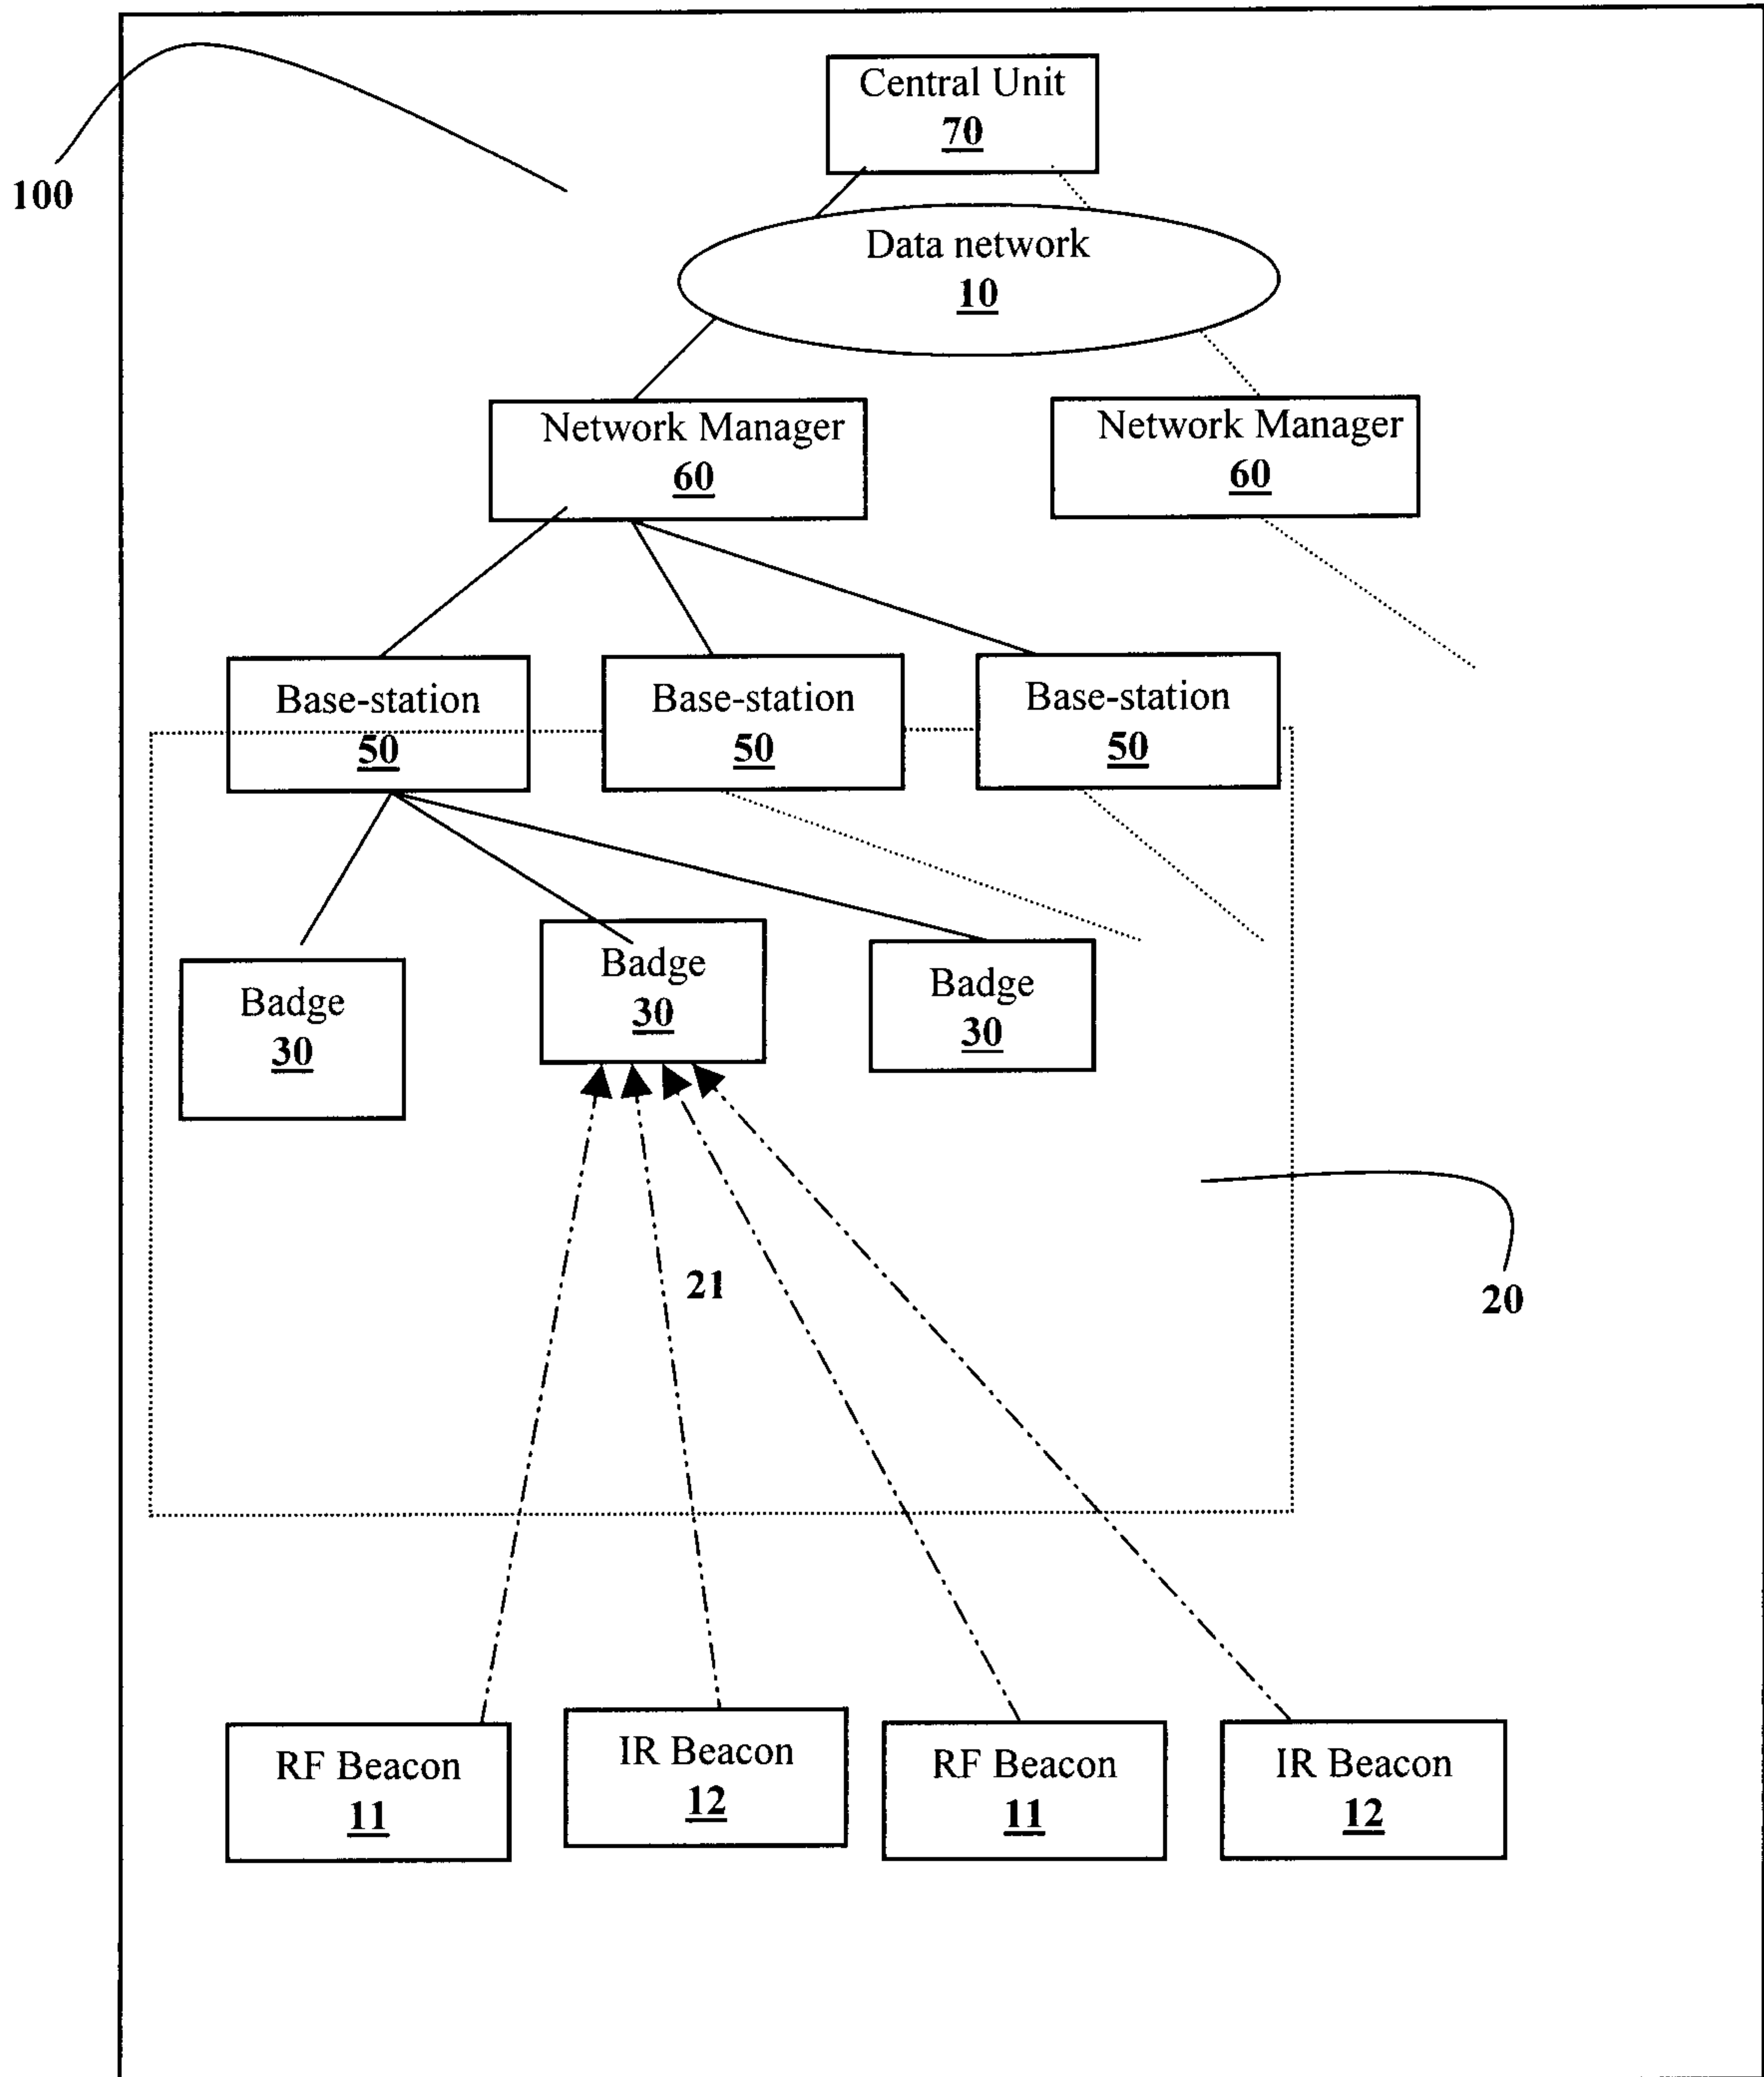 Central Unit
70
100
Data network
10
Network Manager
60
Network Manager
60
Base-station
50
Base-station
50
Base-station
50
Badge
30
Badge
30
Badge
30
21
20
RF Beacon
11
IR Beacon
12
RF Beacon
11
IR Beacon
12